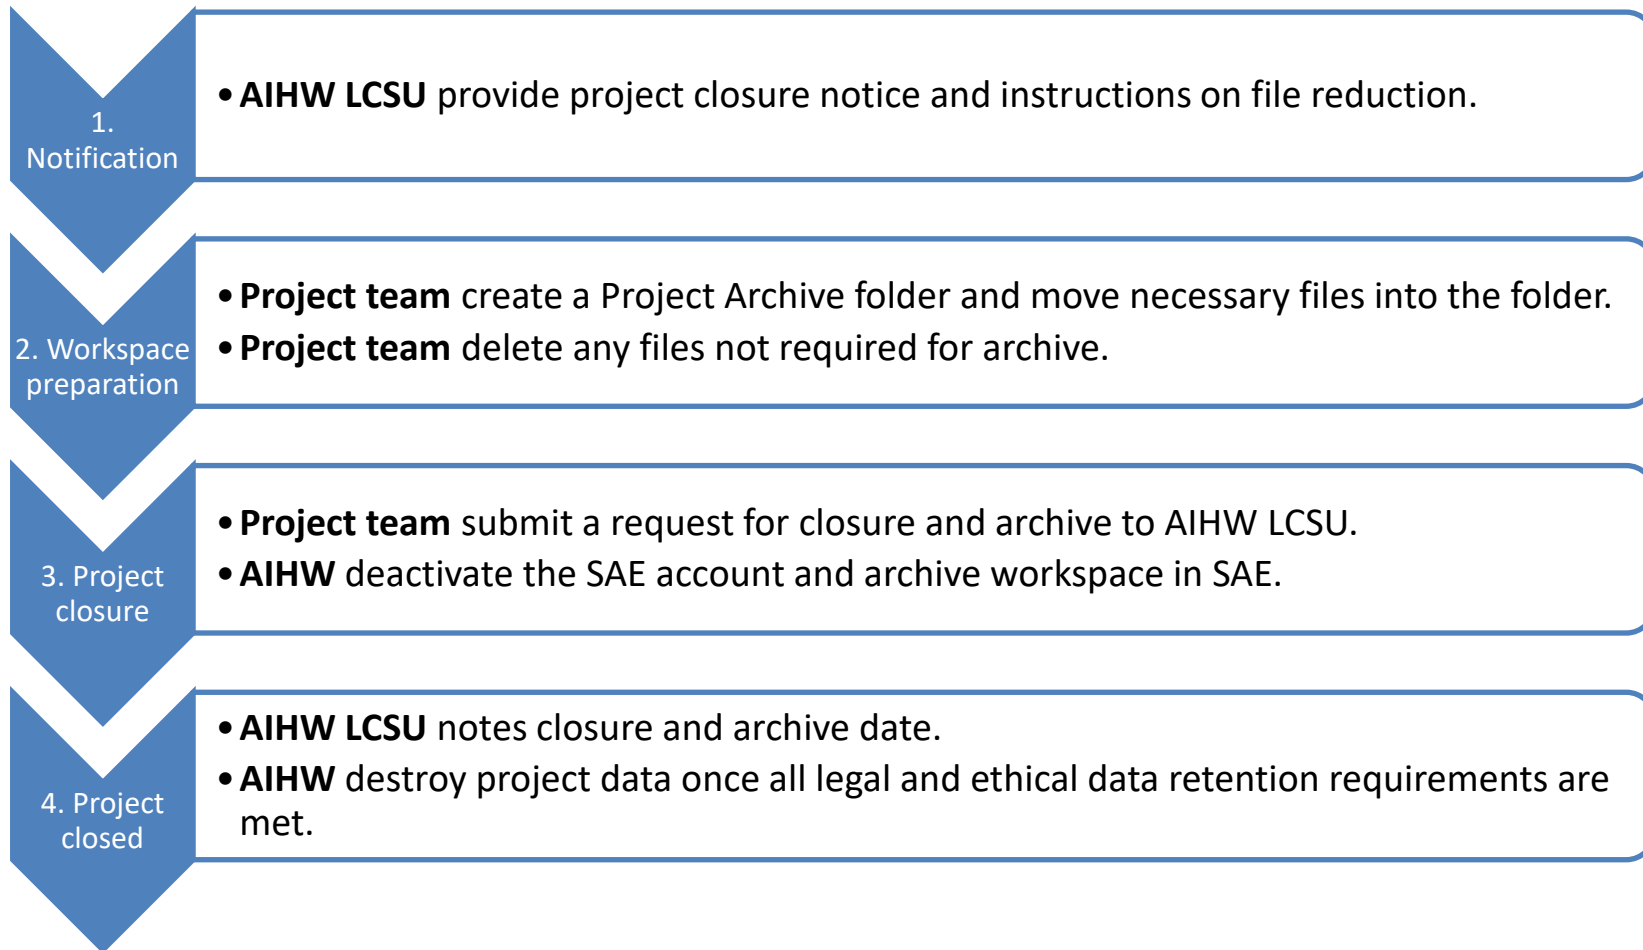 1.
Notification
• AIHW LCSU provide project closure notice and instructions on file reduction.
2. Workspace
preparation
• Project team create a Project Archive folder and move necessary files into the folder.
• Project team delete any files not required for archive.
3. Project
closure
• Project team submit a request for closure and archive to AIHW LCSU.
• AIHW deactivate the SAE account and archive workspace in SAE.
4. Project
closed
• AIHW LCSU notes closure and archive date.
• AIHW destroy project data once all legal and ethical data retention requirements are
met.